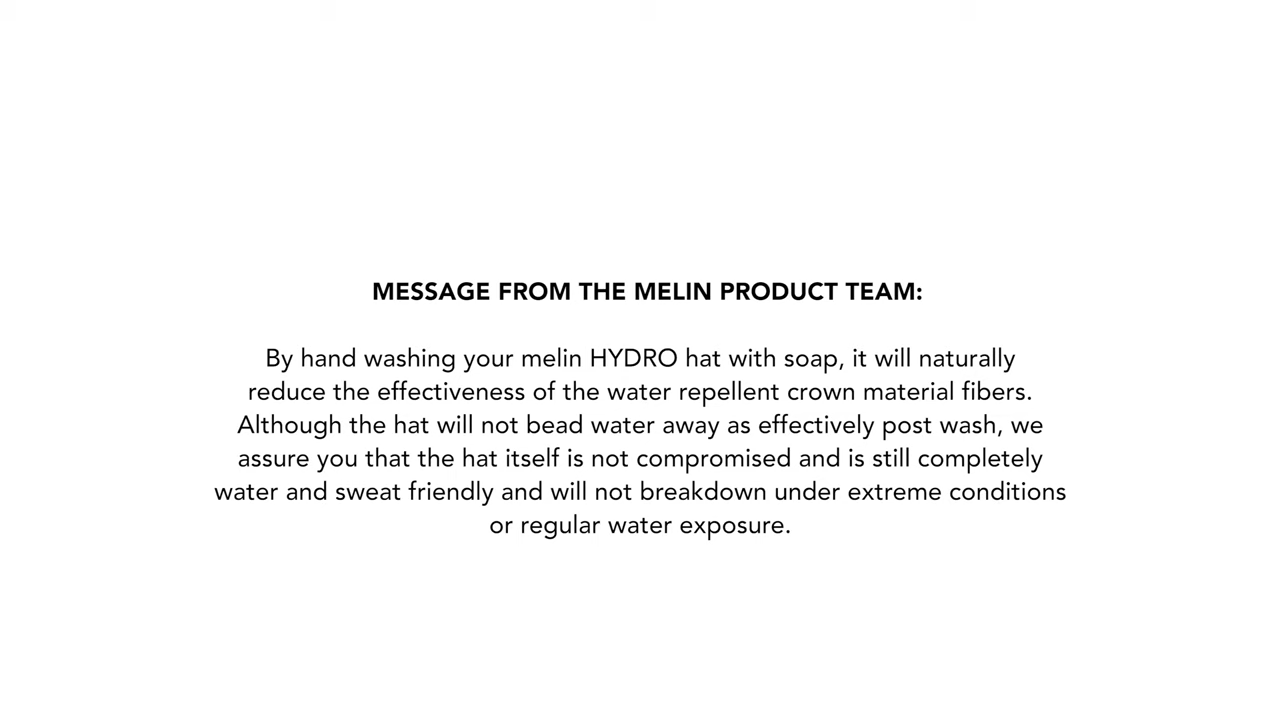 MESSAGE FROM THE MELIN PRODUCT TEAM:
By hand washing your melin HYDRO hat with soap, it will naturally
reduce the effectiveness of the water repellent crown material fibers.
Although the hat will not bead water away as effectively post wash, we
assure you that the hat itself is not compromised and is still completely
water and sweat friendly and will not breakdown under extreme conditions
or regular water exposure.